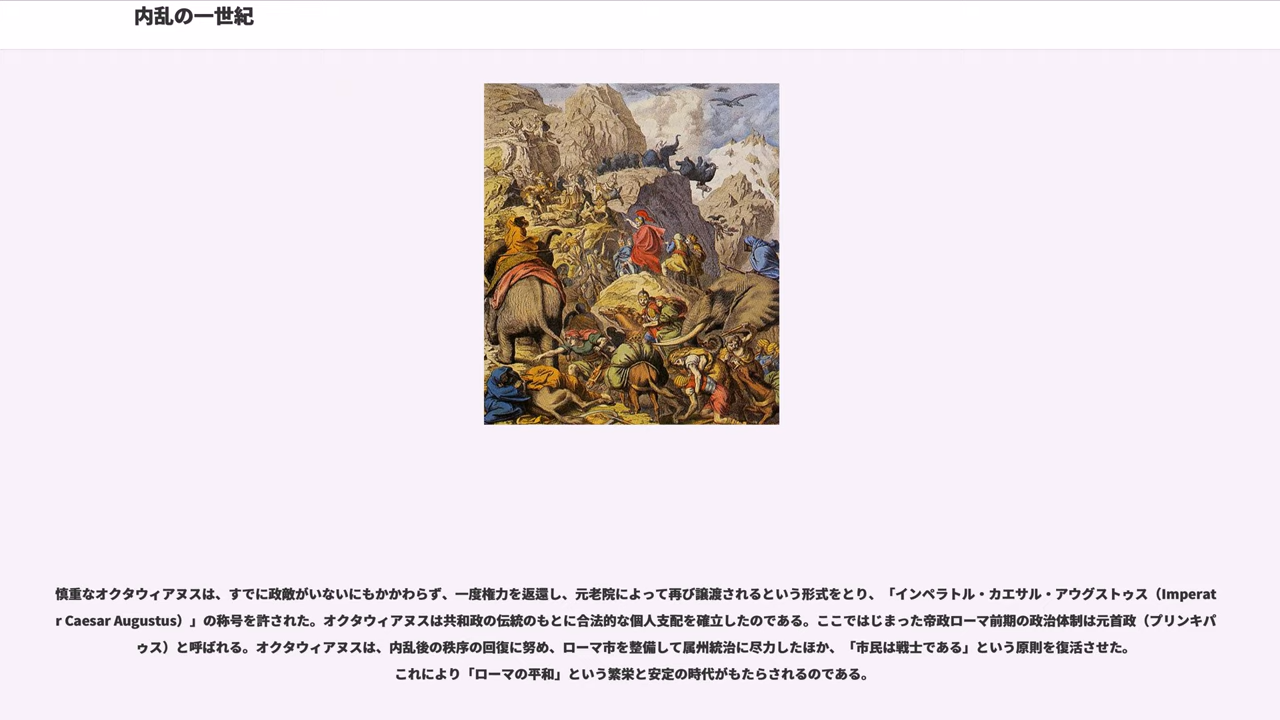 内乱の一世紀
慎重なオクタウィアヌスは、すでに政敵がいないにもかかわらず、一度権力を返還し、元老院によって再び譲渡されるという形式をとり、「インペラトル・カエサル・アウグストゥス（Imperat
r Caesar Augustus）」の称号を許された。オクタウィアヌスは共和政の伝統のもとに合法的な個人支配を確立したのである。ここではじまった帝政ローマ前期の政治体制は元首政（プリンキパ
ゥス）と呼ばれる。オクタウィアヌスは、内乱後の秩序の回復に努め、ローマ市を整備して属州統治に尽力したほか、「市民は戦士である」という原則を復活させた。
これにより「ローマの平和」という繁栄と安定の時代がもたらされるのである。